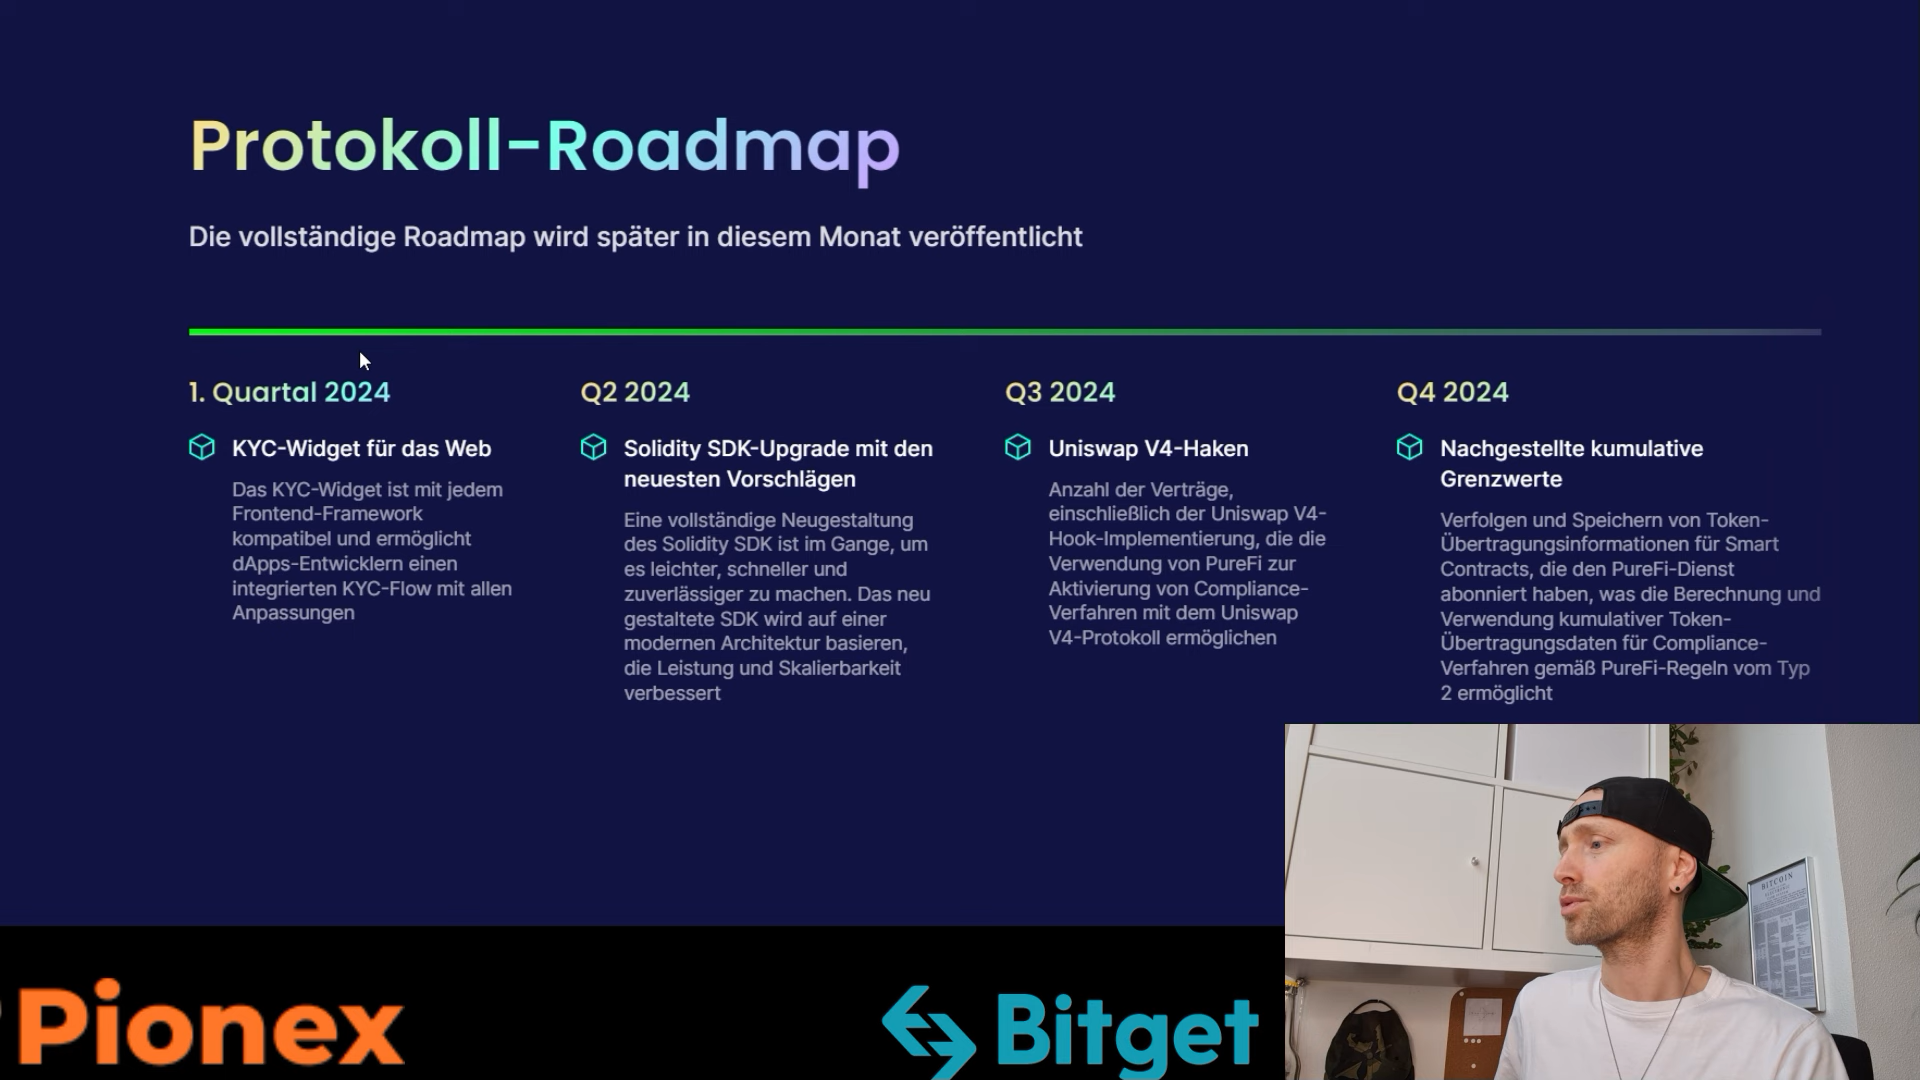 Protokoll-Roadmap
Die vollständige Roadmap wird später in diesem Monat veröffentlicht
1. Quartal 2024
KYC-Widget für das Web
Das KYC-Widget ist mit jedem
Frontend-Framework
kompatibel und ermöglicht
dApps-Entwicklern einen
integrierten KYC-Flow mit allen
Anpassungen
Q2 2024
Solidity SDK-Upgrade mit den
neuesten Vorschlägen
Eine vollständige Neugestaltung
des Solidity SDK ist im Gange, um
es leichter, schneller und
zuverlässiger zu machen. Das neu
gestaltete SDK wird auf einer
modernen Architektur basieren,
die Leistung und Skalierbarkeit
verbessert
Q3 2024
Uniswap V4-Haken
Anzahl der Verträge,
einschließlich der Uniswap V4-
Hook-Implementierung, die die
Verwendung von PureFi zur
Aktivierung von Compliance-
Verfahren mit dem Uniswap
V4-Protokoll ermöglichen
Q4 2024
Nachgestellte kumulative
Grenzwerte
Verfolgen und Speichern von Token-
Übertragungsinformationen für Smart
Contracts, die den PureFi-Dienst
abonniert haben, was die Berechnung und
Verwendung kumulativer Token-
Übertragungsdaten für Compliance-
Verfahren gemäß PureFi-Regeln vom Typ
2 ermöglicht
BITCOIN
Pionex
Bitget